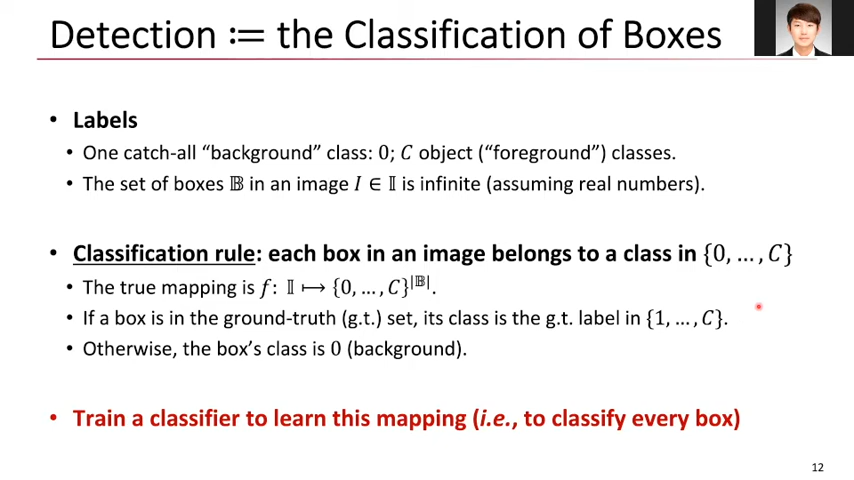 Detection ≔ the Classification of Boxes
• Labels
• One catch-all “background” class: 0; C object (“foreground”) classes.
• The set of boxes 𝔹 in an image I ∈ 𝕀 is infinite (assuming real numbers).
• Classification rule: each box in an image belongs to a class in {0, … , C}
• The true mapping is f: 𝕀 ⟼ {0, … , C}^|𝔹|.
• If a box is in the ground-truth (g.t.) set, its class is the g.t. label in {1, … , C}.
• Otherwise, the box’s class is 0 (background).
• Train a classifier to learn this mapping (i.e., to classify every box)
12